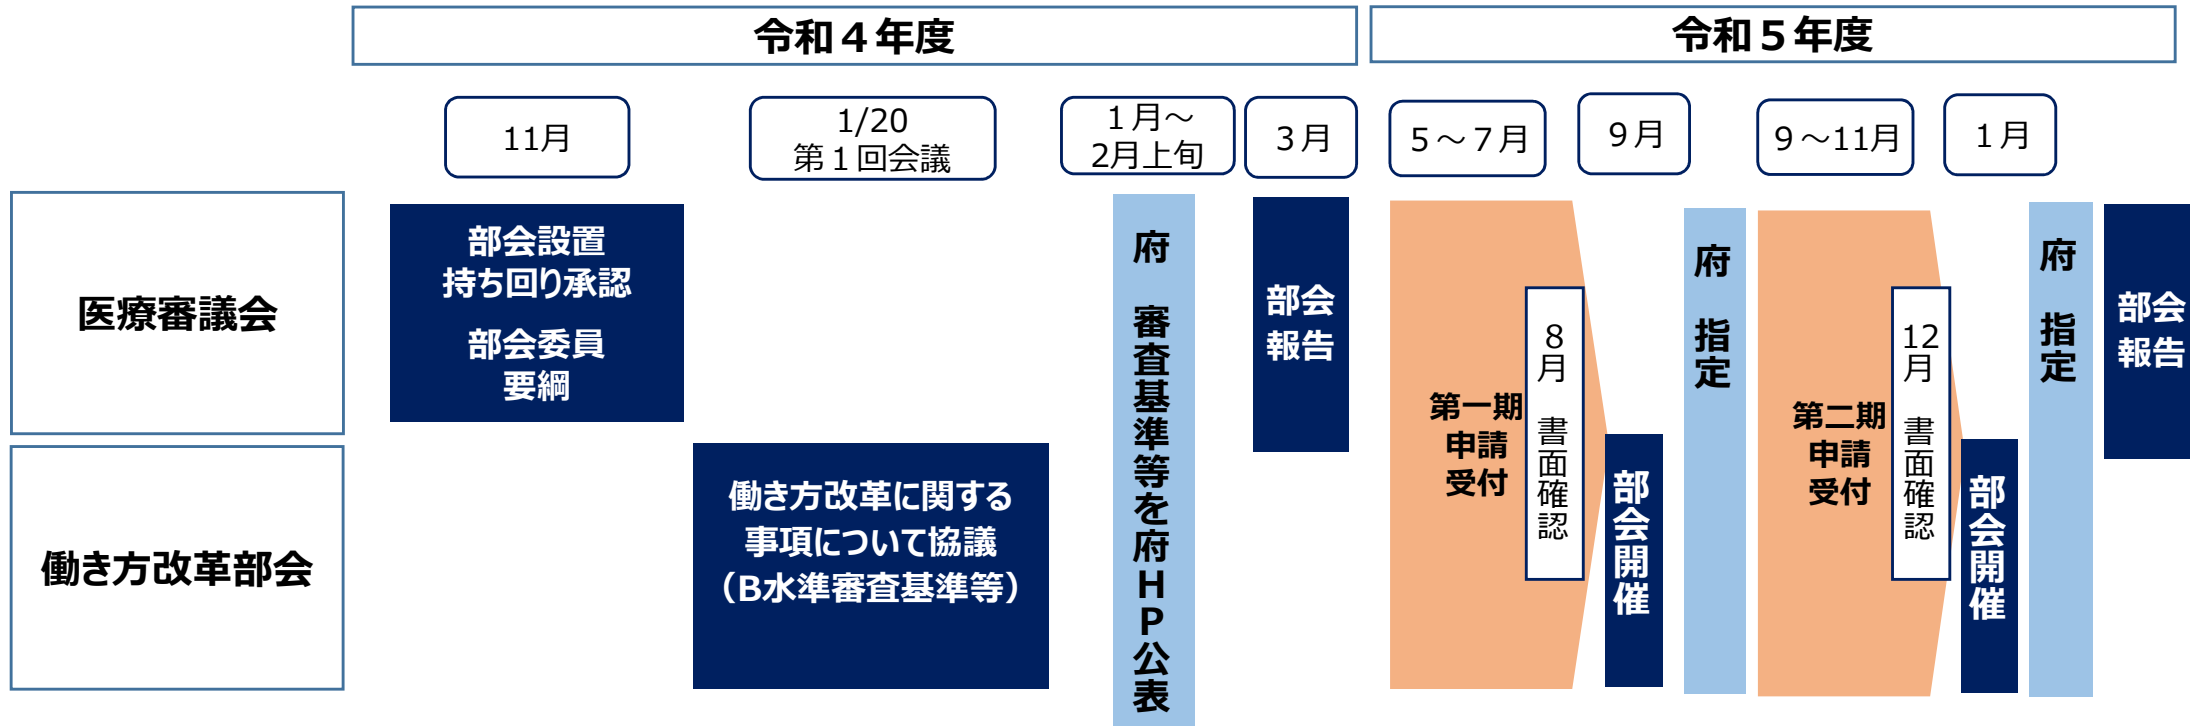 令和４年度
令和５年度
11月
1/20
第１回会議
１月～
2月上旬
３月
５～７月
９月
９～11月
１月
医療審議会
部会設置
持ち回り承認
部会委員
要綱
府　審査基準等を府ＨＰ公表
部会
報告
第一期
申請
受付
8月　書面確認
部会開催
府　指定
第二期
申請
受付
12月　書面確認
部会開催
府　指定
部会
報告
働き方改革部会
働き方改革に関する
事項について協議
（B水準審査基準等）